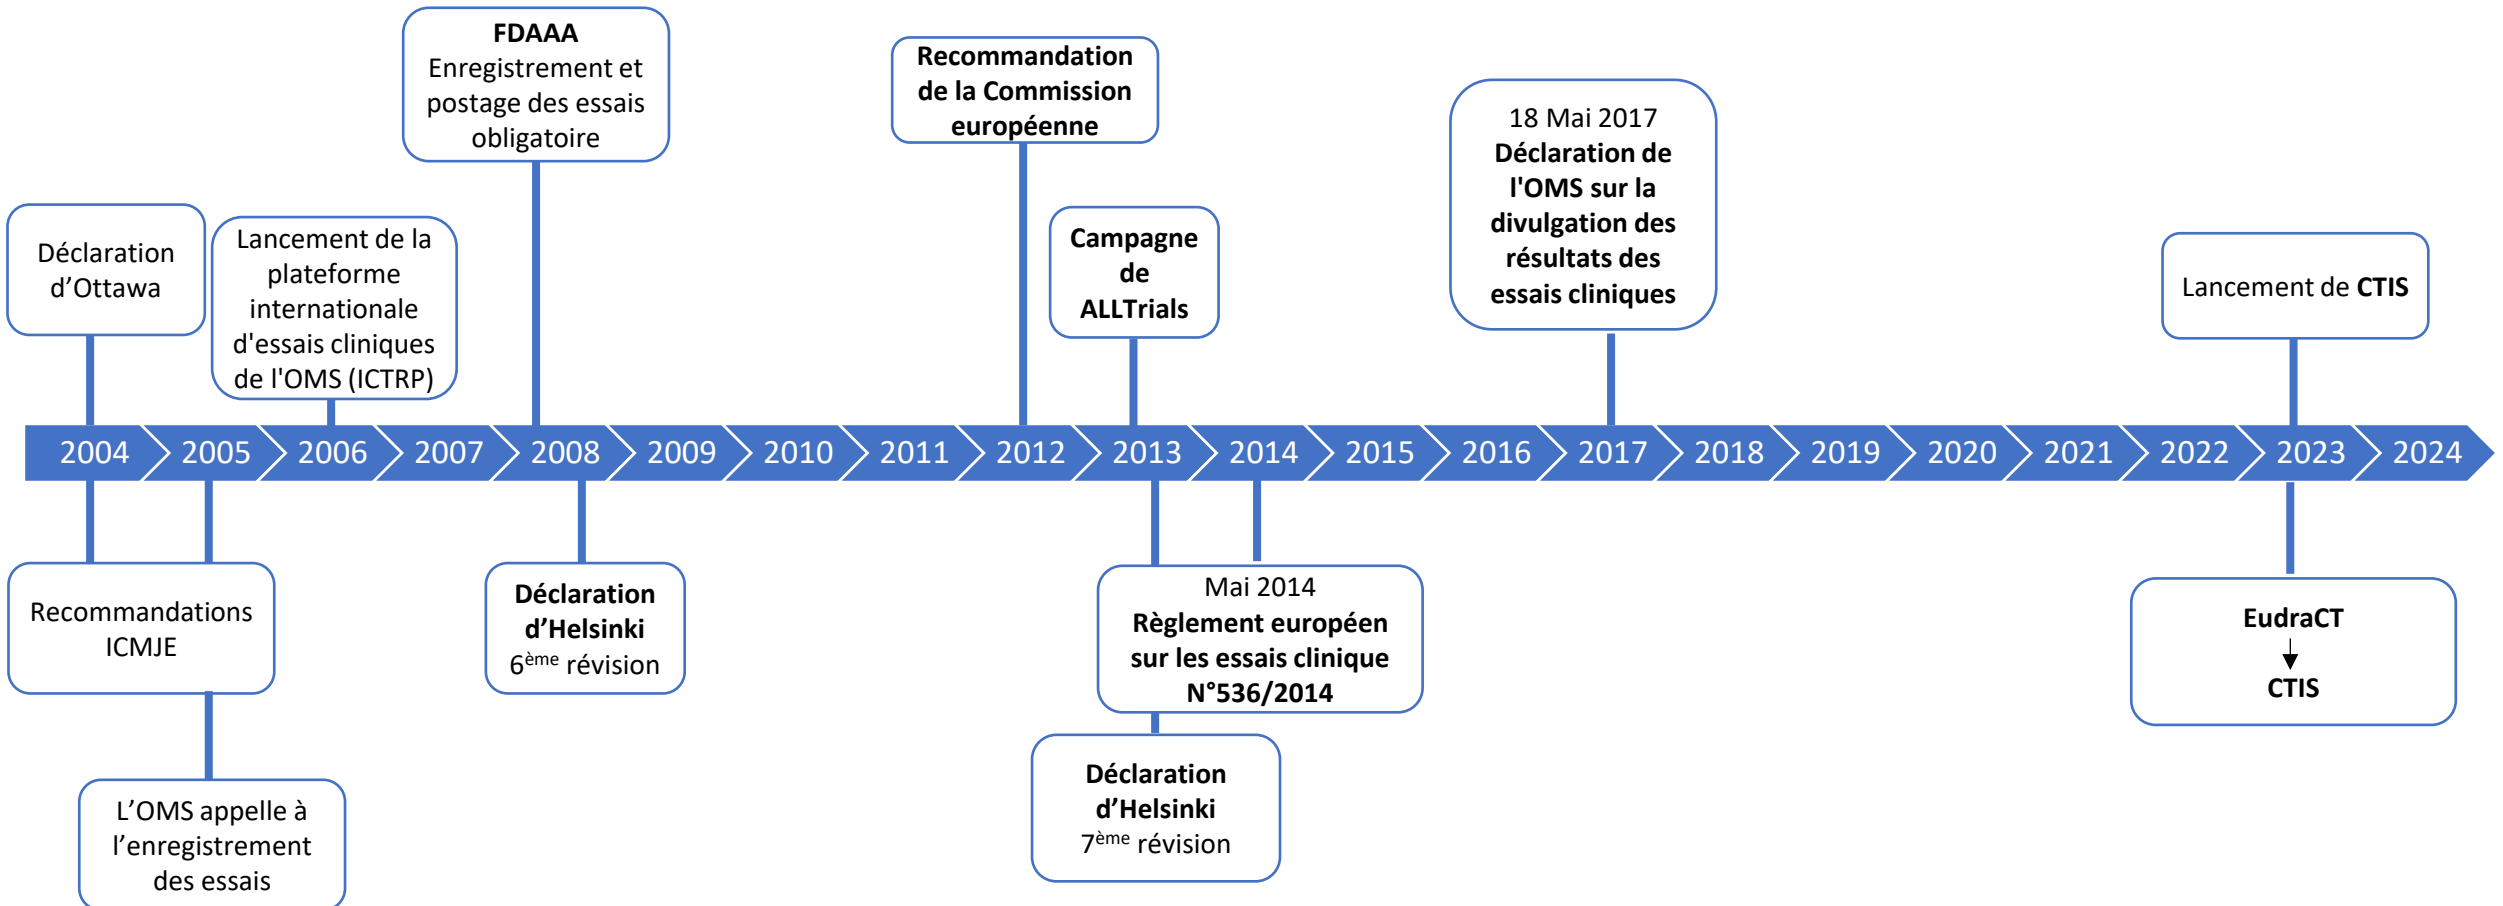 FDAAA
Enregistrement et
postage des essais
obligatoire
Recommandation
de la Commission
européenne
18 Mai 2017
Déclaration de
l'OMS sur la
divulgation des
résultats des
essais cliniques
Déclaration
d’Ottawa
Lancement de la
plateforme
internationale
d'essais cliniques
de l'OMS (ICTRP)
Campagne
de
ALLTrials
Lancement de CTIS
2004 2005 2006 2007 2008 2009 2010 2011 2012 2013 2014 2015 2016 2017 2018 2019 2020 2021 2022 2023 2024
Recommandations
ICMJE
Déclaration
d’Helsinki
6ème révision
Mai 2014
Règlement européen
sur les essais clinique
N°536/2014
EudraCT
CTIS
L’OMS appelle à
l’enregistrement
des essais
Déclaration
d’Helsinki
7ème révision